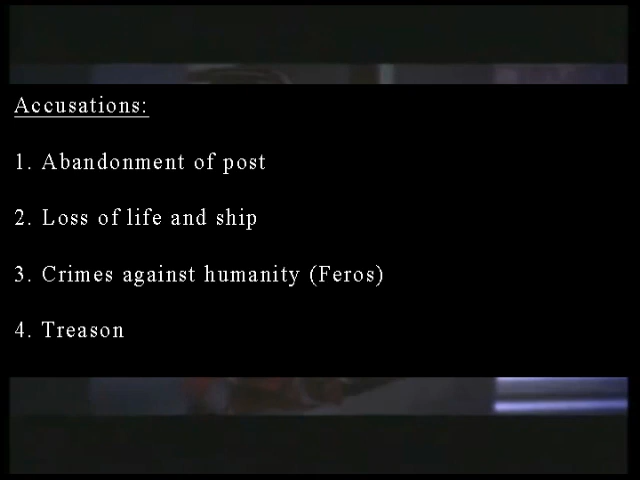 Accusations:
1. Abandonment of post
2. Loss of life and ship
3. Crimes against humanity (Feros)
4. Treason